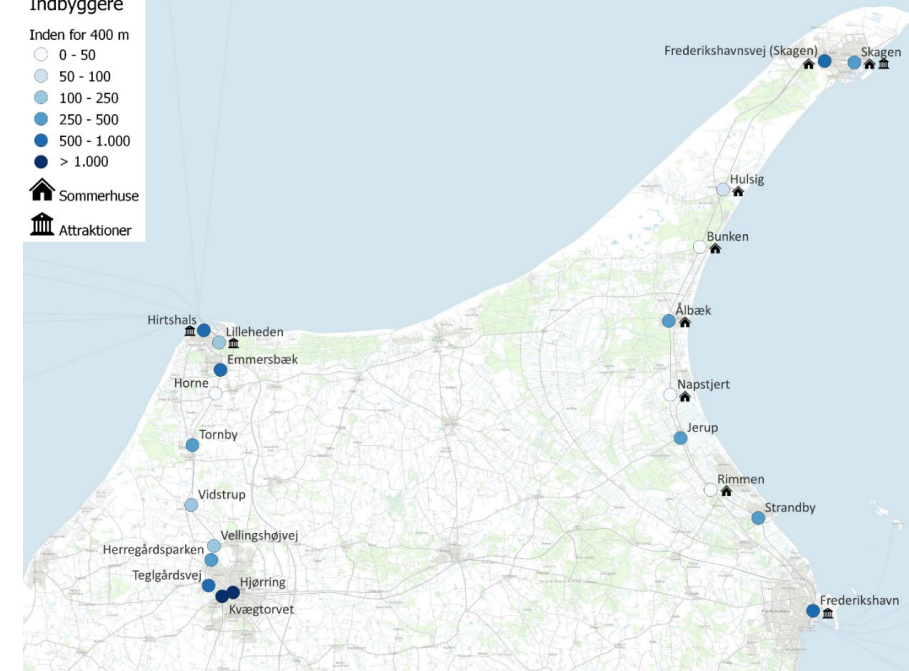 Indbyggere
Inden for 400 m
0 - 50
50 - 100
100 - 250
250 - 500
500 - 1.000
> 1.000
Sommerhuse
Attraktioner
Frederikshavnsvej (Skagen)
Skagen
Hulsig
Bunken
Ålbæk
Napstjert
Jerup
Rimmen
Strandby
Frederikshavn
Hirtshals
Lilleheden
Emmersbæk
Horne
Tornby
Vidstrup
Vellingshøjvej
Herregårdsparken
Teglgårdsvej
Hjørring
Kvægtorvet